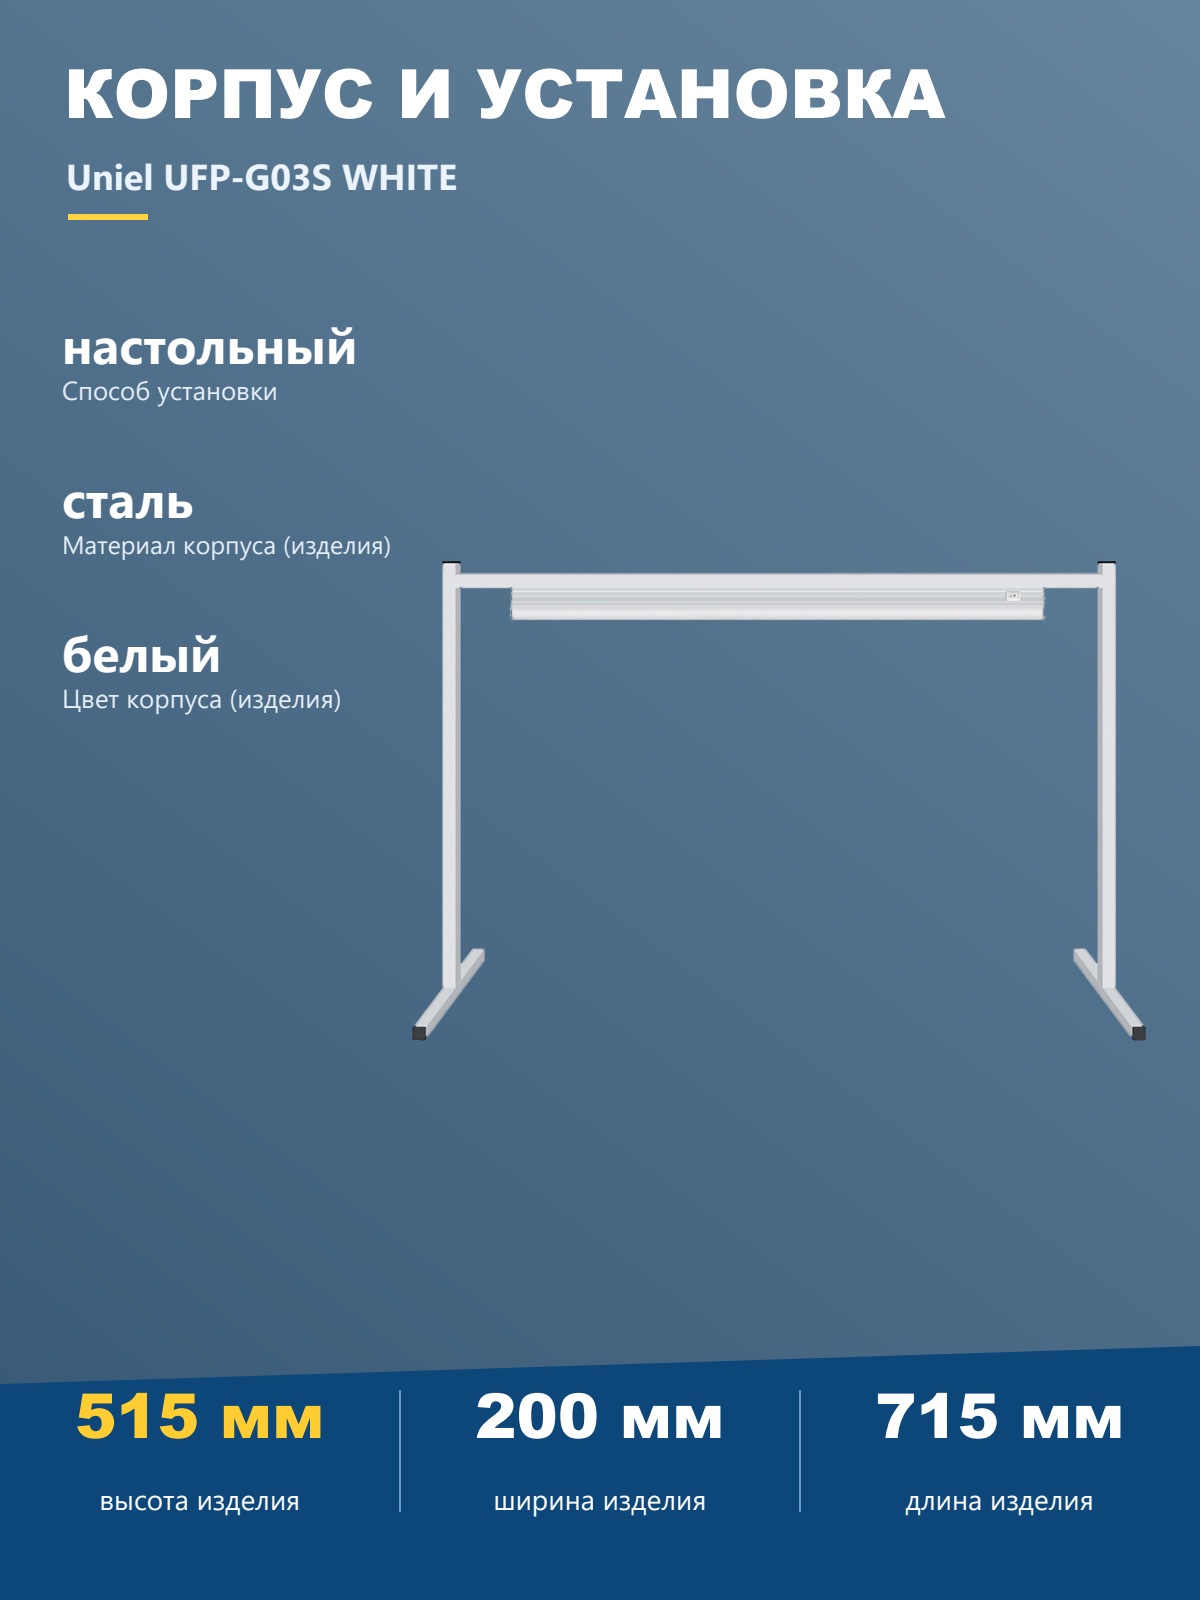 КОРПУС И УСТАНОВКА
Uniel UFP-G03S WHITE
настольный
Способ установки
сталь
Материал корпуса (изделия)
белый
Цвет корпуса (изделия)
515 мм
высота изделия
200 мм
ширина изделия
715 мм
длина изделия